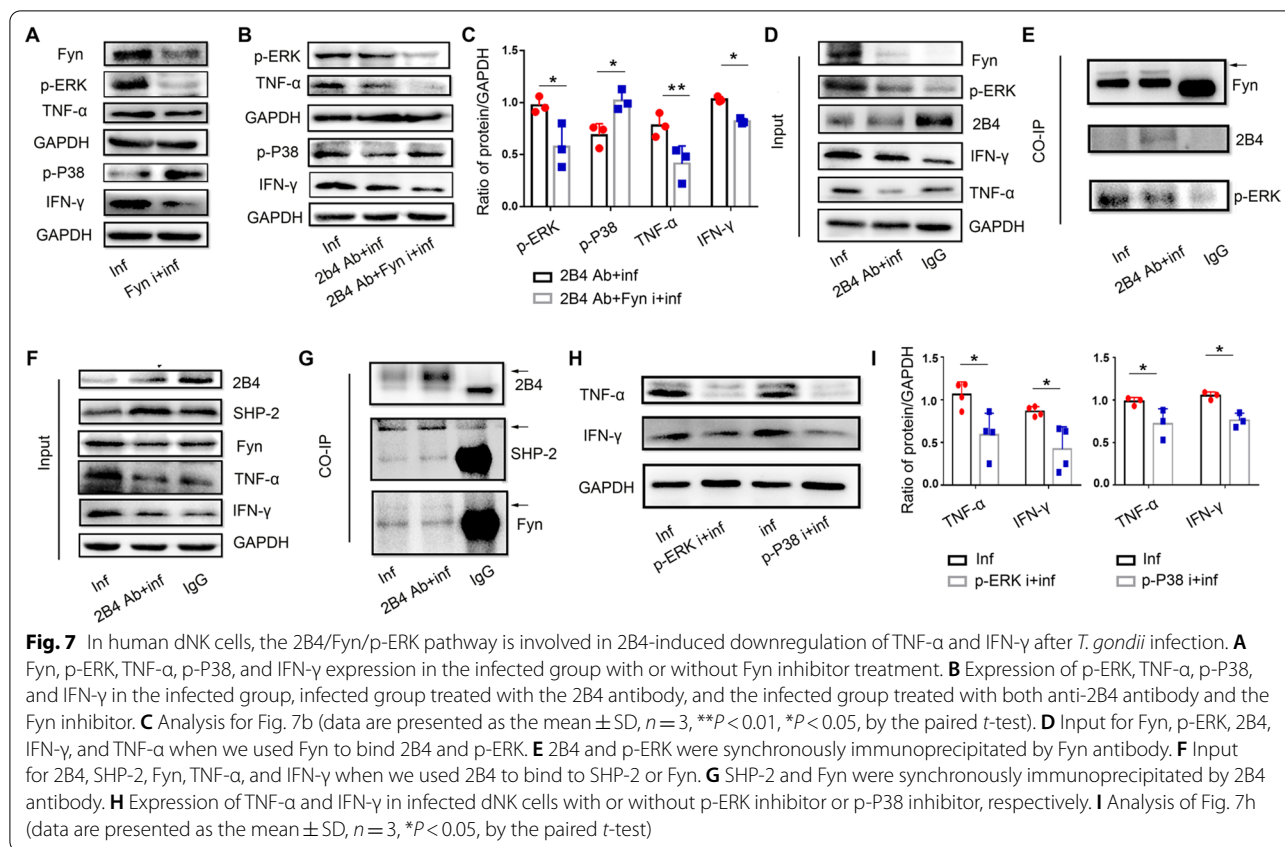 A
Fyn
p-ERK
TNF-α
GAPDH
p-P38
IFN-γ
GAPDH
Inf
Fyn i+inf
B
p-ERK
TNF-α
GAPDH
p-P38
IFN-γ
GAPDH
Inf
2b4 Ab+inf
2B4 Ab+Fyn i+inf
C
Ratio of protein/GAPDH
1.5
1.0
0.5
0.0
*
*
**
*
p-ERK
p-P38
TNF-α
IFN-γ
2B4 Ab+inf
2B4 Ab+Fyn i+inf
D
Input
Fyn
p-ERK
2B4
IFN-γ
TNF-α
GAPDH
Inf
2B4 Ab+inf
IgG
E
CO-IP
Fyn
2B4
p-ERK
Inf
2B4 Ab+inf
IgG
F
Input
2B4
SHP-2
Fyn
TNF-α
IFN-γ
GAPDH
Inf
2B4 Ab+inf
IgG
G
CO-IP
2B4
SHP-2
Fyn
Inf
2B4 Ab+inf
IgG
H
TNF-α
IFN-γ
GAPDH
Inf
p-ERK i+inf
inf
p-P38 i+inf
I
Ratio of protein/GAPDH
1.5
1.0
0.5
0.0
*
*
TNF-α
IFN-γ
Inf
p-ERK i+inf
1.5
1.0
0.5
0.0
*
*
TNF-α
IFN-γ
Inf
p-P38 i+inf
Fig. 7 In human dNK cells, the 2B4/Fyn/p-ERK pathway is involved in 2B4-induced downregulation of TNF-α and IFN-γ after T. gondii infection. A
Fyn, p-ERK, TNF-α, p-P38, and IFN-γ expression in the infected group with or without Fyn inhibitor treatment. B Expression of p-ERK, TNF-α, p-P38,
and IFN-γ in the infected group, infected group treated with the 2B4 antibody, and the infected group treated with both anti-2B4 antibody and the
Fyn inhibitor. C Analysis for Fig. 7b (data are presented as the mean ± SD, n = 3, **P < 0.01, *P < 0.05, by the paired t-test). D Input for Fyn, p-ERK, 2B4,
IFN-γ, and TNF-α when we used Fyn to bind 2B4 and p-ERK. E 2B4 and p-ERK were synchronously immunoprecipitated by Fyn antibody. F Input
for 2B4, SHP-2, Fyn, TNF-α, and IFN-γ when we used 2B4 to bind to SHP-2 or Fyn. G SHP-2 and Fyn were synchronously immunoprecipitated by 2B4
antibody. H Expression of TNF-α and IFN-γ in infected dNK cells with or without p-ERK inhibitor or p-P38 inhibitor, respectively. I Analysis of Fig. 7h
(data are presented as the mean ± SD, n = 3, *P < 0.05, by the paired t-test)